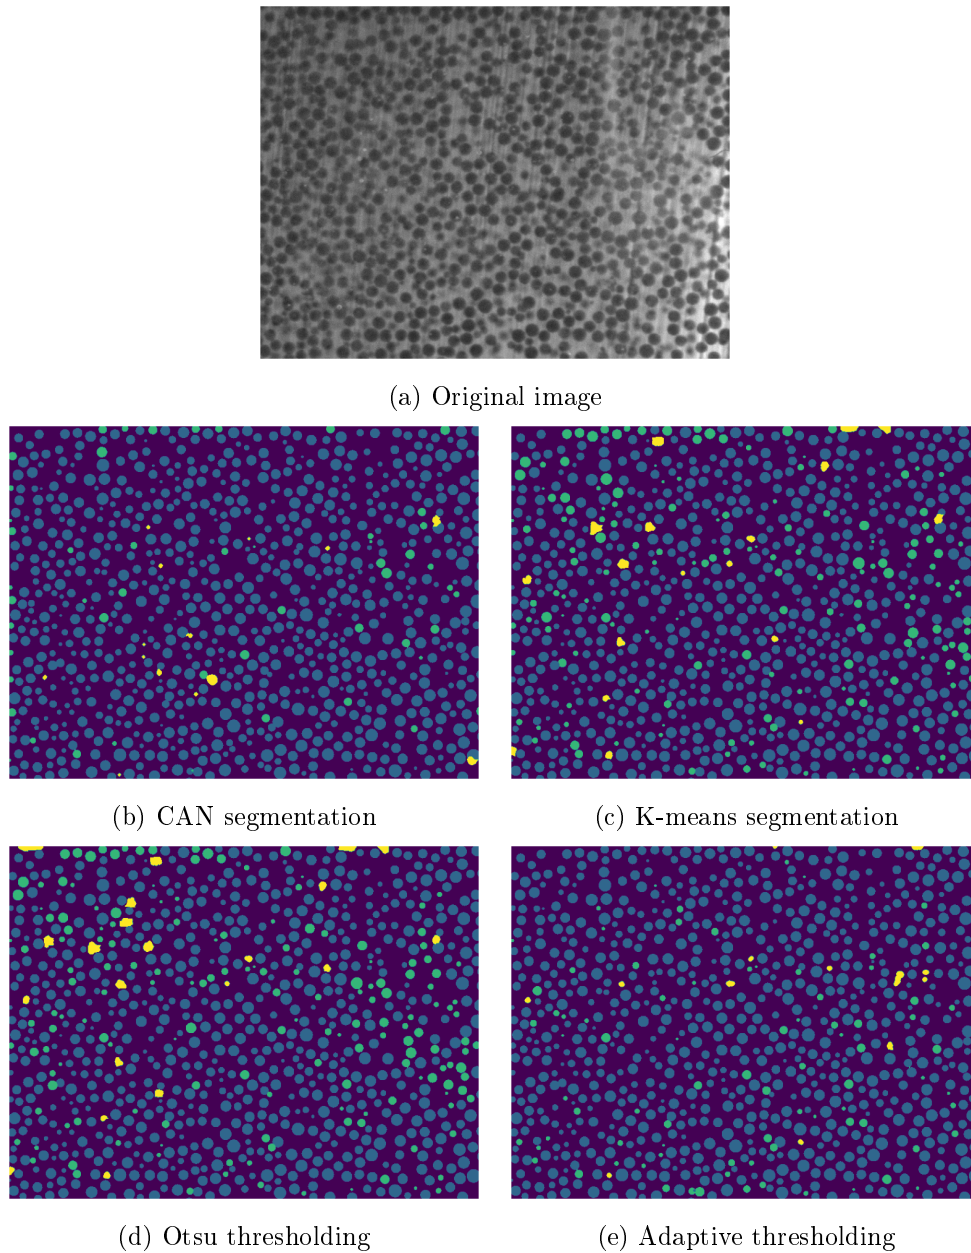 (a) Original image
(b) CAN segmentation
(c) K-means segmentation
(d) Otsu thresholding
(e) Adaptive thresholding